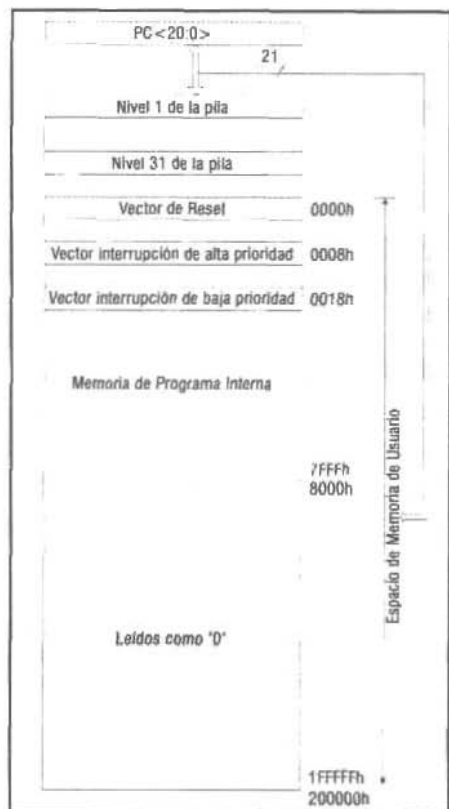 PC<20:0>
21
Nivel 1 de la pila
Nivel 31 de la pila
Vector de Reset 0000h
Vector interrupción de alta prioridad 0008h
Vector interrupción de baja prioridad 0018h
Memoria de Programa Interna
7FFFh
8000h
Espacio de Memoria de Usuario
Leídos como '0'
1FFFFFh
200000h